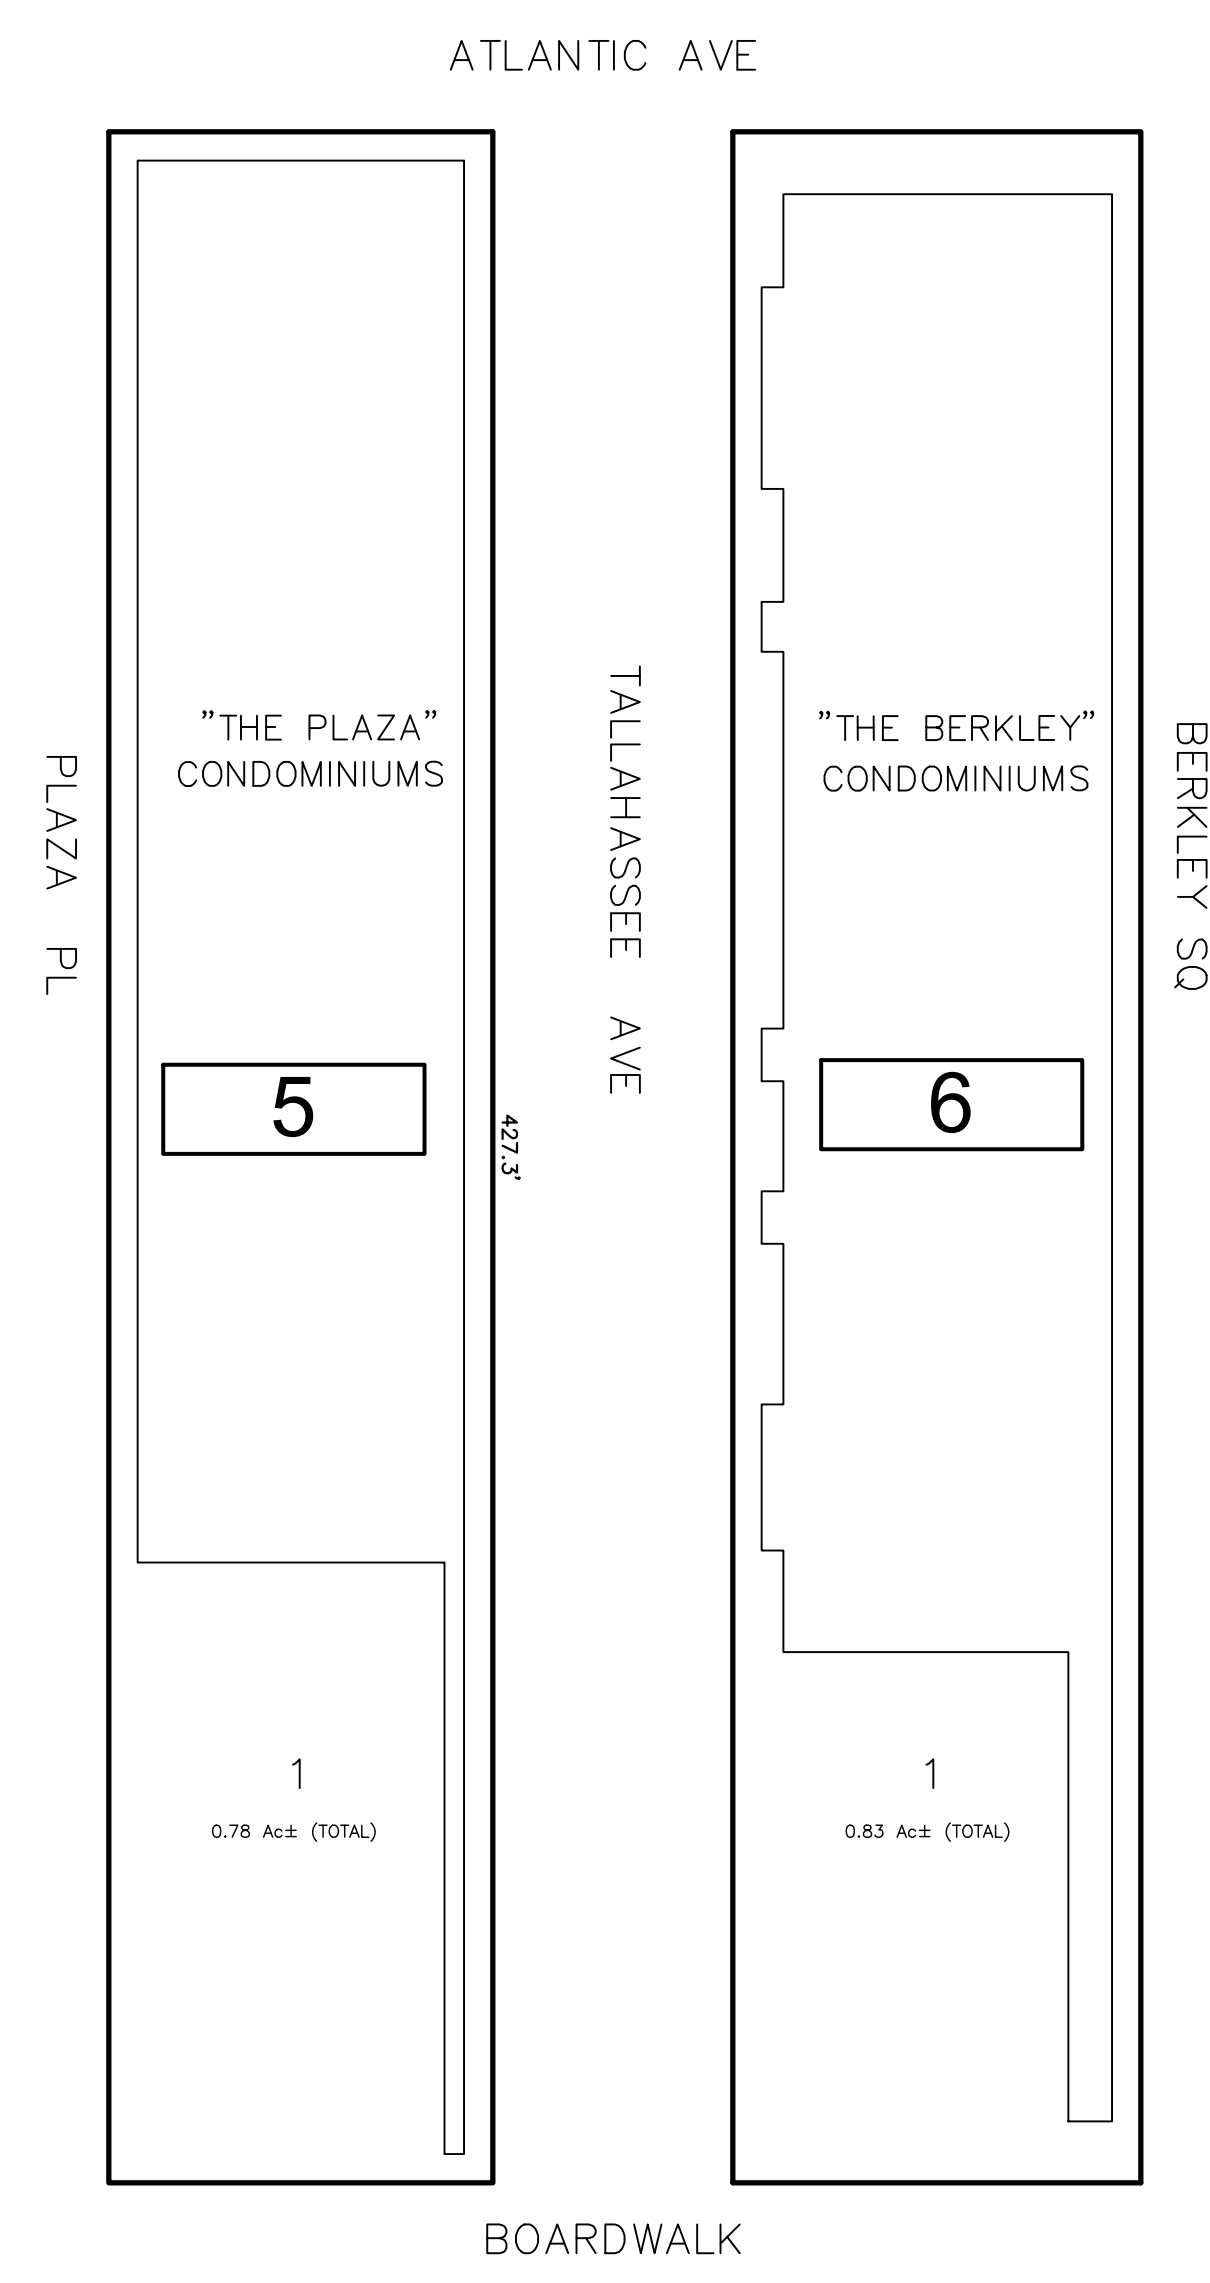 ATLANTIC AVE
PLAZA PL
"THE PLAZA"
CONDOMINIUMS
5
427.3'
1
0.78 Ac± (TOTAL)
TALLAHASSEE AVE
"THE BERKLEY"
CONDOMINIUMS
6
1
0.83 Ac± (TOTAL)
BERKLEY SQ
BOARDWALK